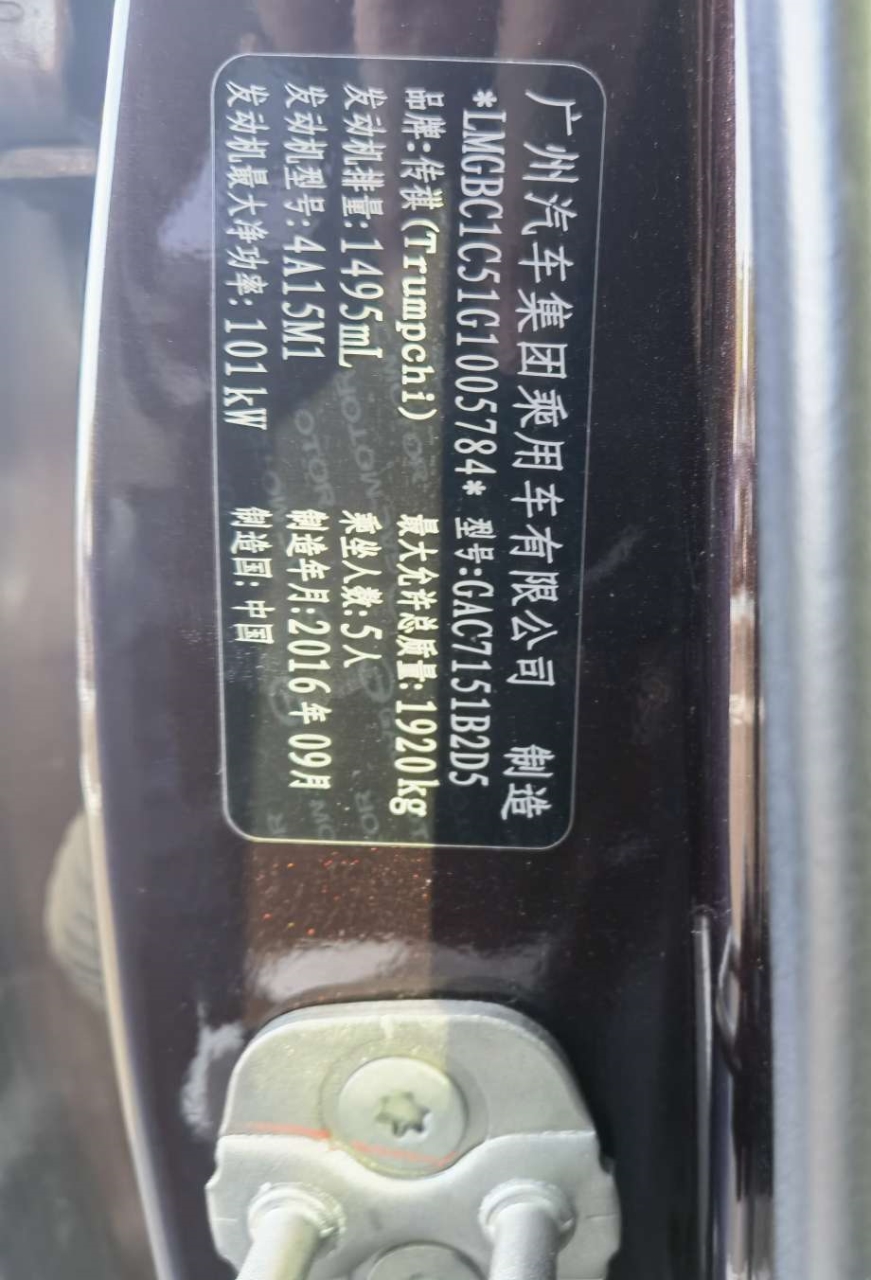 广州汽车集团乘用车有限公司 制造
*LMGBC1C51G1005784* 型号:GAC7151B2D5
品牌:传祺(Trumpchi) 最大允许总质量:1920kg
发动机排量:1495mL 乘坐人数:5人
发动机型号:4A15M1 制造年月:2016年09月
发动机最大净功率:101kW 制造国:中国